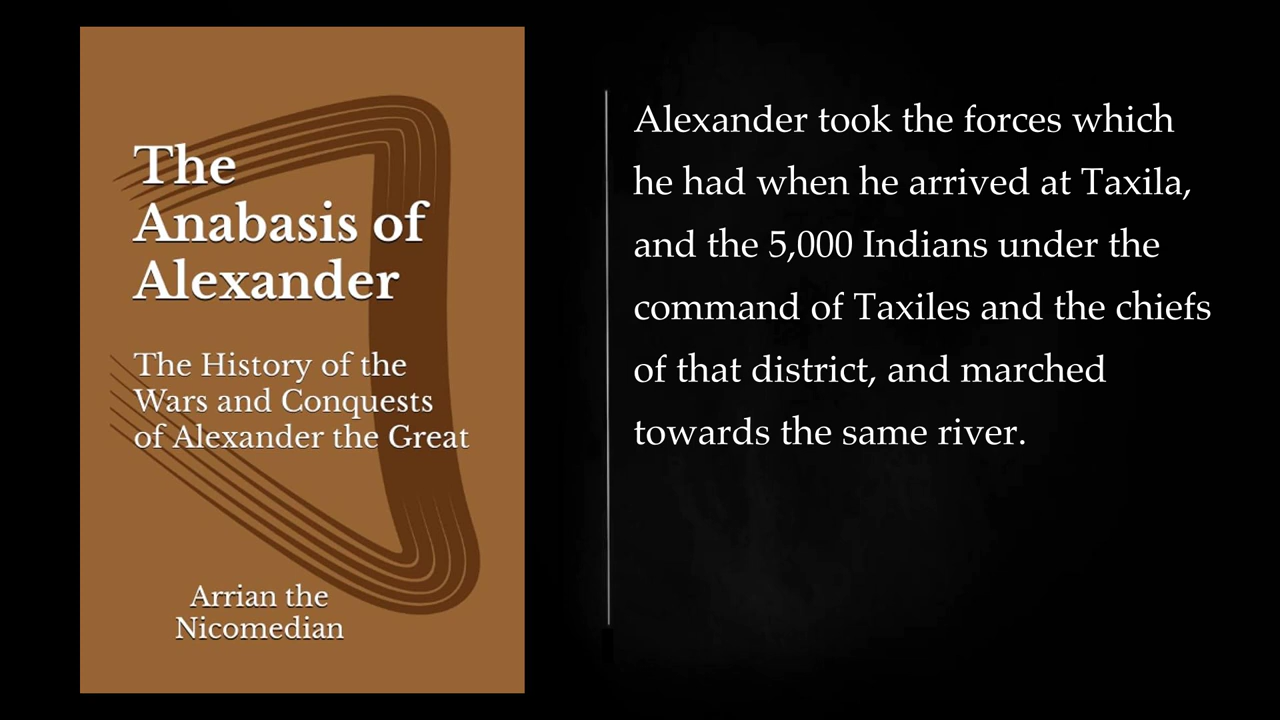 The
Anabasis of
Alexander
The History of the
Wars and Conquests
of Alexander the Great
Arrian the
Nicomedian
Alexander took the forces which
he had when he arrived at Taxila,
and the 5,000 Indians under the
command of Taxiles and the chiefs
of that district, and marched
towards the same river.